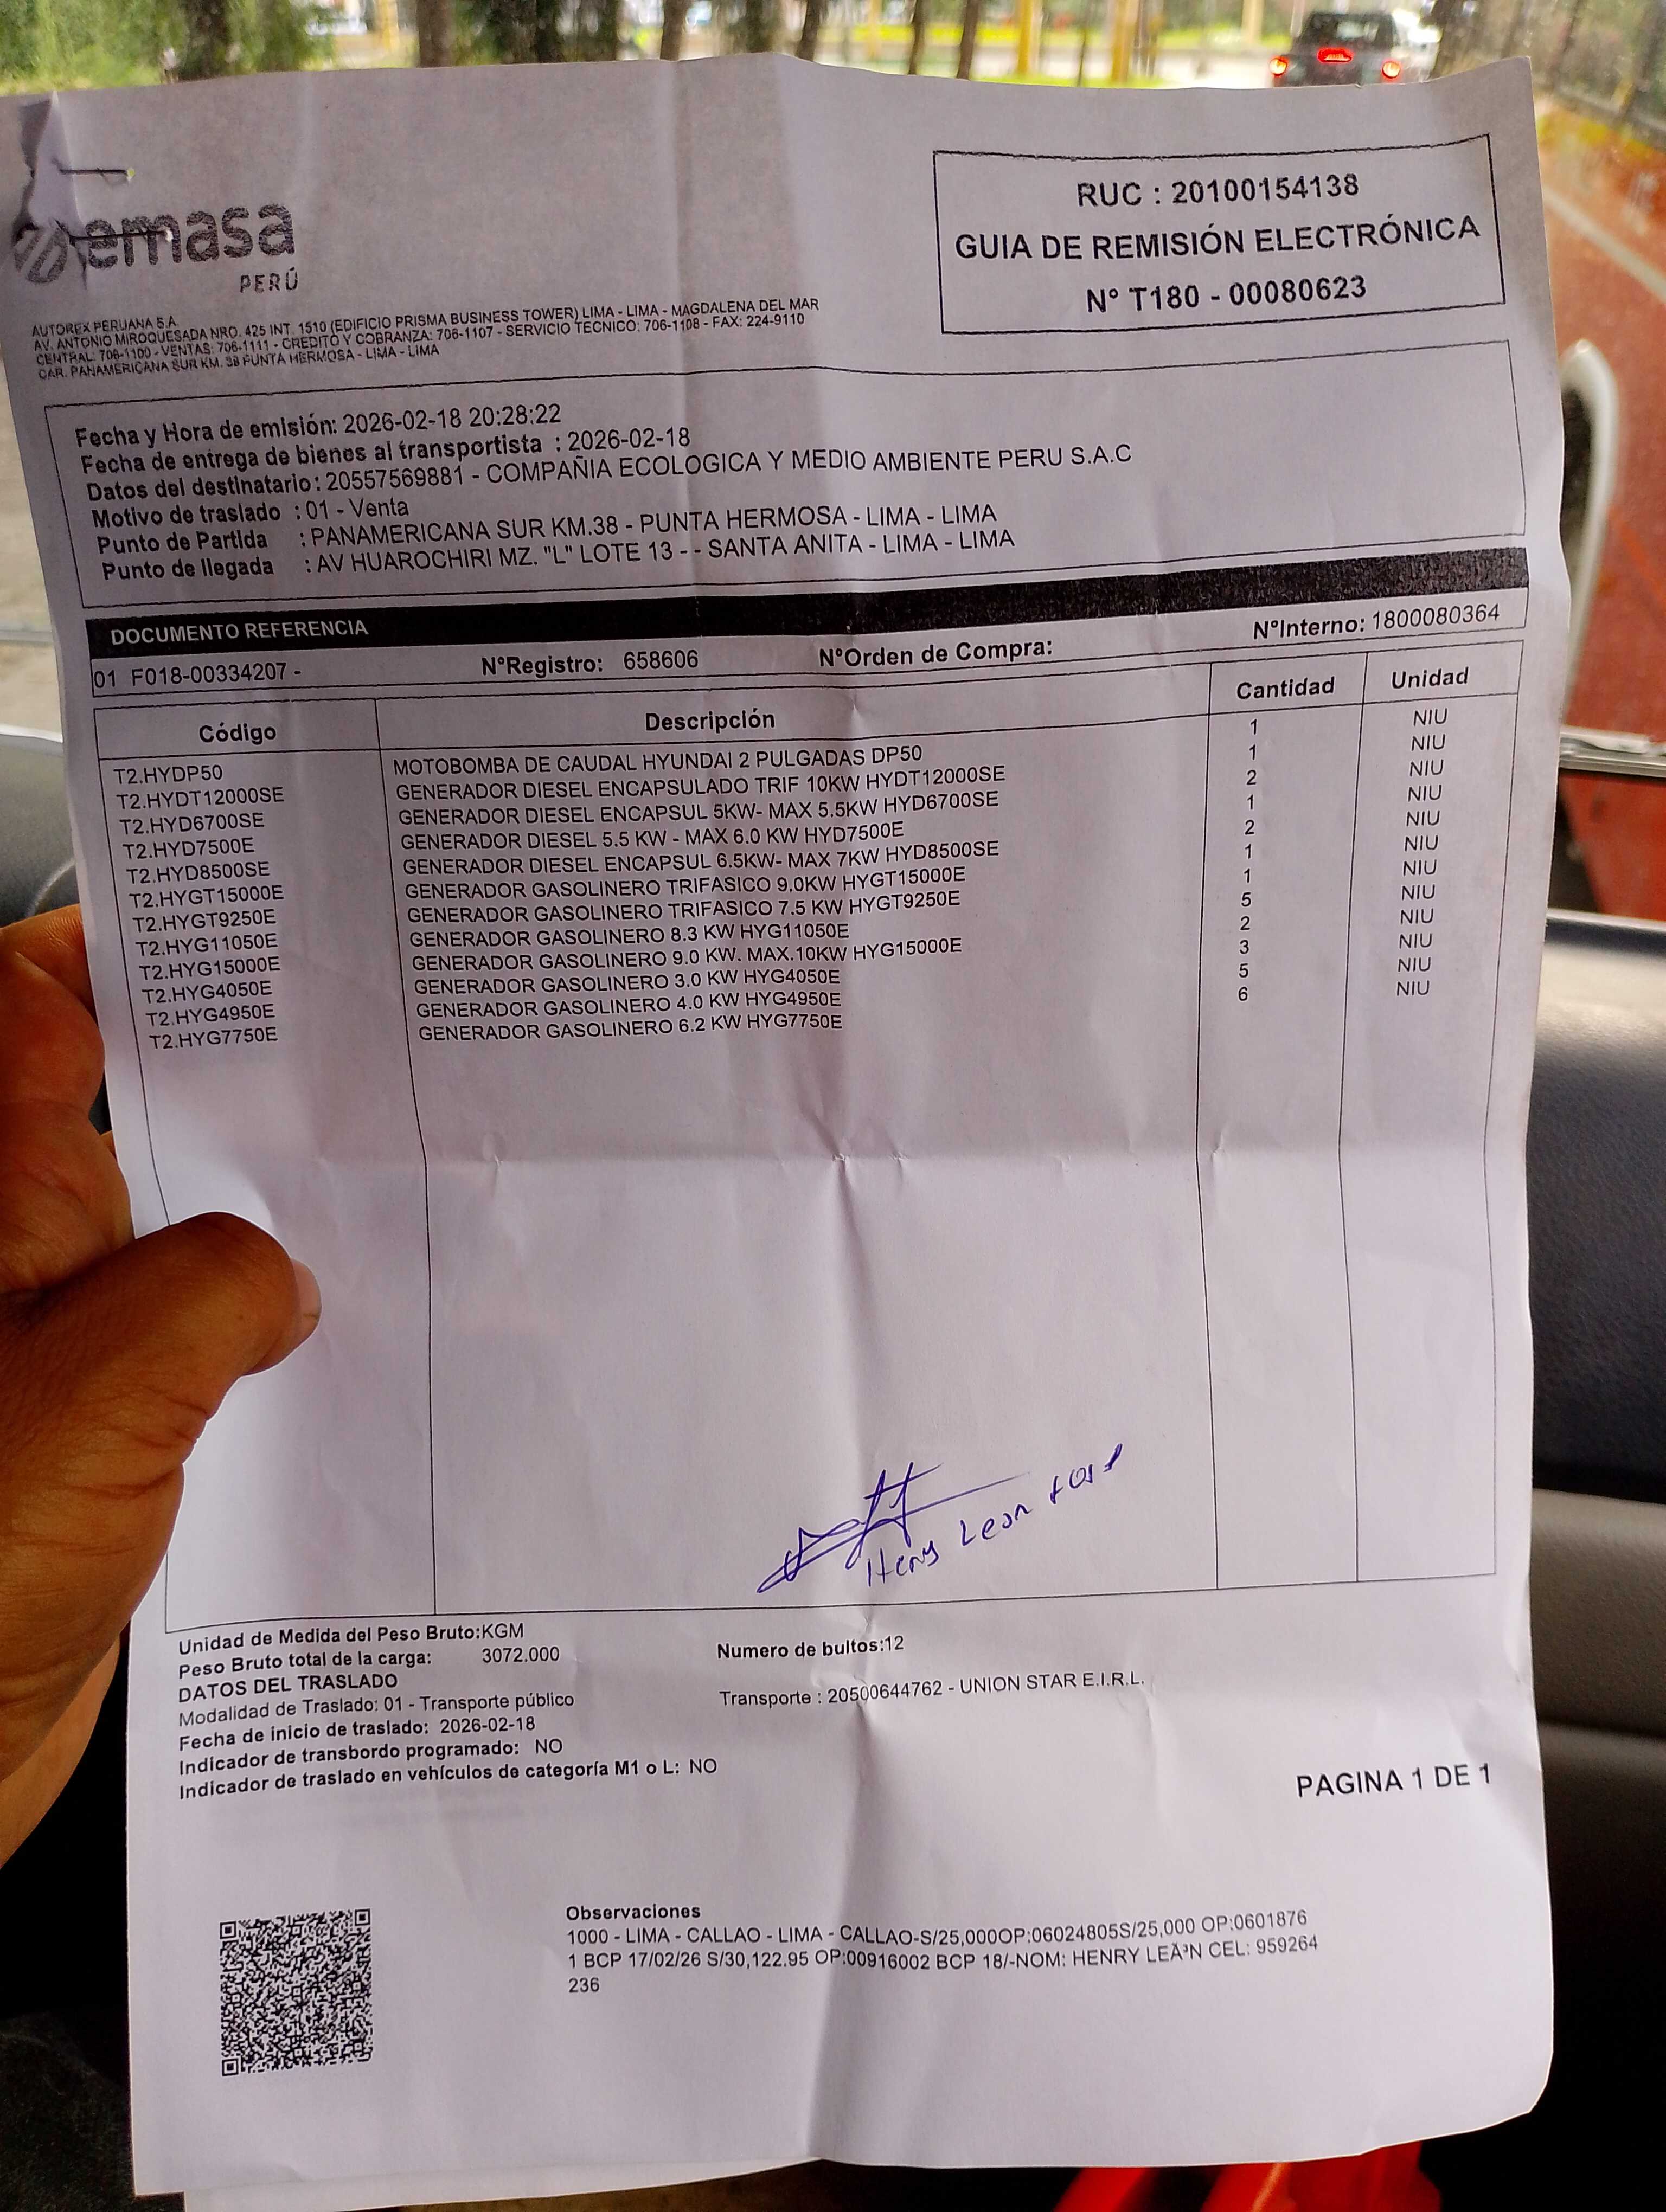 emasa
PERÚ
RUC : 20100154138
GUIA DE REMISIÓN ELECTRÓNICA
N° T180 - 00080623
AUTOREX PERUANA S.A.
AV. ANTONIO MIROQUESADA NRO. 425 INT. 1510 (EDIFICIO PRISMA BUSINESS TOWER) LIMA - LIMA - MAGDALENA DEL MAR
CENTRAL: 706-1100 - VENTAS: 706-1111 - CREDITO Y COBRANZA: 706-1107 - SERVICIO TECNICO: 706-1108 - FAX: 224-9110
CAR. PANAMERICANA SUR KM. 38 PUNTA HERMOSA - LIMA - LIMA
Fecha y Hora de emisión: 2026-02-18 20:28:22
Fecha de entrega de bienes al transportista : 2026-02-18
Datos del destinatario : 20557569881 - COMPAÑIA ECOLOGICA Y MEDIO AMBIENTE PERU S.A.C
Motivo de traslado : 01 - Venta
Punto de Partida : PANAMERICANA SUR KM.38 - PUNTA HERMOSA - LIMA - LIMA
Punto de llegada : AV HUAROCHIRI MZ. "L" LOTE 13 - - SANTA ANITA - LIMA - LIMA
DOCUMENTO REFERENCIA
01 F018-00334207 - N°Registro: 658606 N°Orden de Compra: N°Interno: 1800080364
Código Descripción Cantidad Unidad
T2.HYDP50 MOTOBOMBA DE CAUDAL HYUNDAI 2 PULGADAS DP50 1 NIU
T2.HYDT12000SE GENERADOR DIESEL ENCAPSULADO TRIF 10KW HYDT12000SE 1 NIU
T2.HYD6700SE GENERADOR DIESEL ENCAPSUL 5KW- MAX 5.5KW HYD6700SE 2 NIU
T2.HYD7500E GENERADOR DIESEL 5.5 KW - MAX 6.0 KW HYD7500E 1 NIU
T2.HYD8500SE GENERADOR DIESEL ENCAPSUL 6.5KW- MAX 7KW HYD8500SE 2 NIU
T2.HYGT15000E GENERADOR GASOLINERO TRIFASICO 9.0KW HYGT15000E 1 NIU
T2.HYGT9250E GENERADOR GASOLINERO TRIFASICO 7.5 KW HYGT9250E 1 NIU
T2.HYG11050E GENERADOR GASOLINERO 8.3 KW HYG11050E 5 NIU
T2.HYG15000E GENERADOR GASOLINERO 9.0 KW. MAX.10KW HYG15000E 2 NIU
T2.HYG4050E GENERADOR GASOLINERO 3.0 KW HYG4050E 3 NIU
T2.HYG4950E GENERADOR GASOLINERO 4.0 KW HYG4950E 5 NIU
T2.HYG7750E GENERADOR GASOLINERO 6.2 KW HYG7750E 6 NIU
Heny Leon
Unidad de Medida del Peso Bruto:KGM
Peso Bruto total de la carga: 3072.000 Numero de bultos:12
DATOS DEL TRASLADO
Modalidad de Traslado: 01 - Transporte público Transporte : 20500644762 - UNION STAR E.I.R.L.
Fecha de inicio de traslado: 2026-02-18
Indicador de transbordo programado: NO
Indicador de traslado en vehículos de categoría M1 o L: NO
PAGINA 1 DE 1
Observaciones
1000 - LIMA - CALLAO - LIMA - CALLAO-S/25,000OP:06024805S/25,000 OP:0601876
1 BCP 17/02/26 S/30,122.95 OP:00916002 BCP 18/-NOM: HENRY LEÃ³N CEL: 959264
236